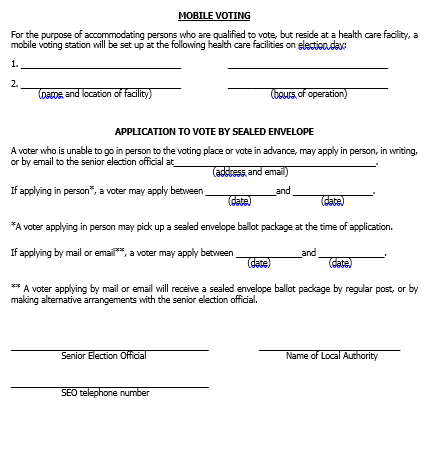 MOBILE VOTING
For the purpose of accommodating persons who are qualified to vote, but reside at a health care facility, a
mobile voting station will be set up at the following health care facilities on election day:
1. ______________________________ ______________________________
2. ______________________________ ______________________________
(name and location of facility) (hours of operation)
APPLICATION TO VOTE BY SEALED ENVELOPE
A voter who is unable to go in person to the voting place or vote in advance, may apply in person, in writing,
or by email to the senior election official at______________________________________.
(address and email)
If applying in person*, a voter may apply between _____________and _______________.
(date) (date)
*A voter applying in person may pick up a sealed envelope ballot package at the time of application.
If applying by mail or email**, a voter may apply between ____________and ____________.
(date) (date)
** A voter applying by mail or email will receive a sealed envelope ballot package by regular post, or by
making alternative arrangements with the senior election official.
_____________________________________ __________________________
Senior Election Official Name of Local Authority
_____________________________________
SEO telephone number